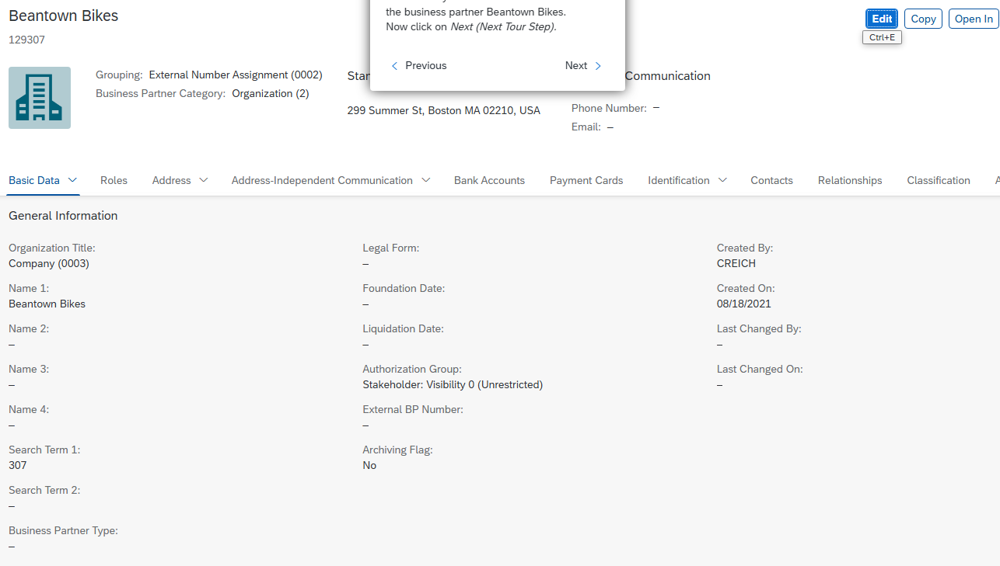 Beantown Bikes
129307
the business partner Beantown Bikes.
Now click on Next (Next Tour Step).
Previous
Next
Edit
Copy
Open In
Ctrl+E
Grouping: External Number Assignment (0002)
Business Partner Category: Organization (2)
299 Summer St, Boston MA 02210, USA
Communication
Phone Number: –
Email: –
Basic Data
Roles
Address
Address-Independent Communication
Bank Accounts
Payment Cards
Identification
Contacts
Relationships
Classification
General Information
Organization Title:
Company (0003)
Name 1:
Beantown Bikes
Name 2:
–
Name 3:
–
Name 4:
–
Search Term 1:
307
Search Term 2:
–
Business Partner Type:
–
Legal Form:
–
Foundation Date:
–
Liquidation Date:
–
Authorization Group:
Stakeholder: Visibility 0 (Unrestricted)
External BP Number:
–
Archiving Flag:
No
Created By:
CREICH
Created On:
08/18/2021
Last Changed By:
–
Last Changed On:
–